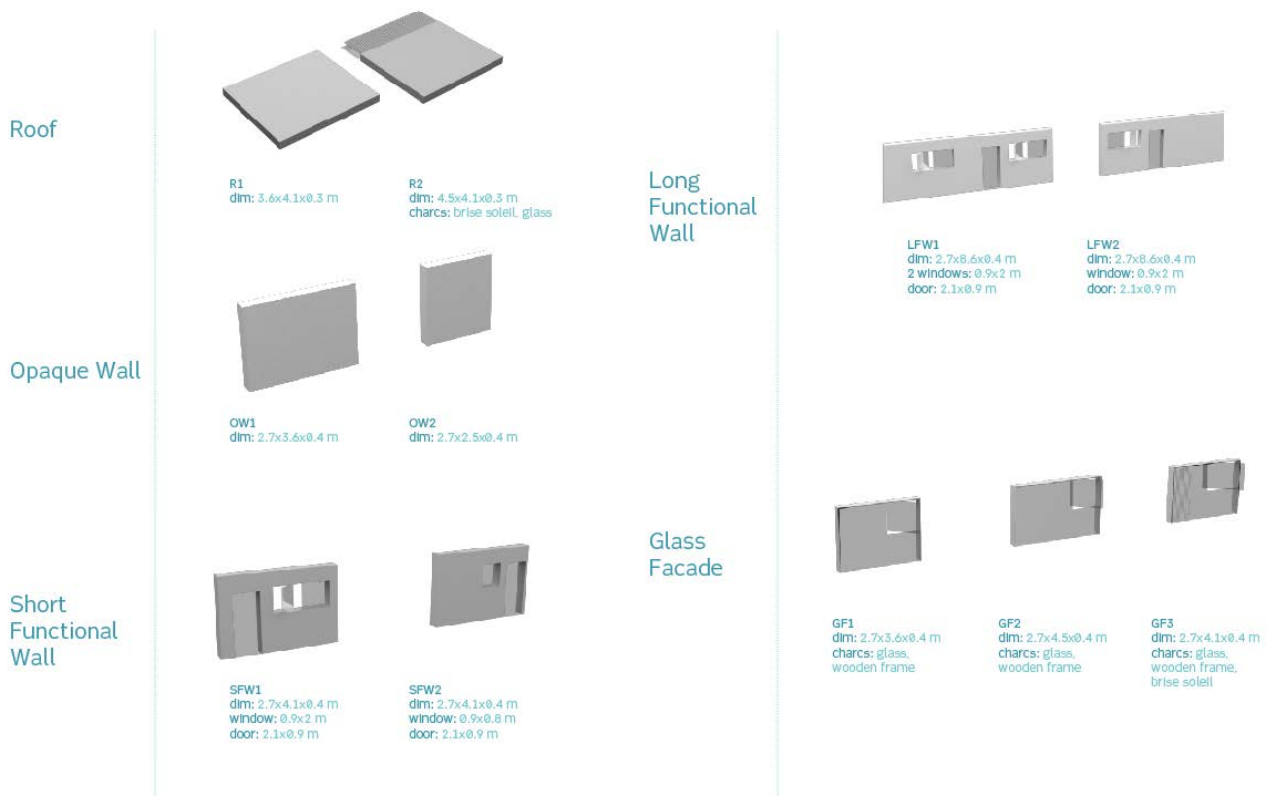 Roof
R1
dim: 3.6x4.1x0.3 m
R2
dim: 4.5x4.1x0.3 m
charcs: brise soleil, glass
Opaque Wall
OW1
dim: 2.7x3.6x0.4 m
OW2
dim: 2.7x2.5x0.4 m
Short
Functional
Wall
SFW1
dim: 2.7x4.1x0.4 m
window: 0.9x2 m
door: 2.1x0.9 m
SFW2
dim: 2.7x4.1x0.4 m
window: 0.9x0.8 m
door: 2.1x0.9 m
Long
Functional
Wall
LFW1
dim: 2.7x8.6x0.4 m
2 windows: 0.9x2 m
door: 2.1x0.9 m
LFW2
dim: 2.7x8.6x0.4 m
window: 0.9x2 m
door: 2.1x0.9 m
Glass
Facade
GF1
dim: 2.7x3.6x0.4 m
charcs: glass,
wooden frame
GF2
dim: 2.7x4.5x0.4 m
charcs: glass,
wooden frame
GF3
dim: 2.7x4.1x0.4 m
charcs: glass,
wooden frame,
brise soleil